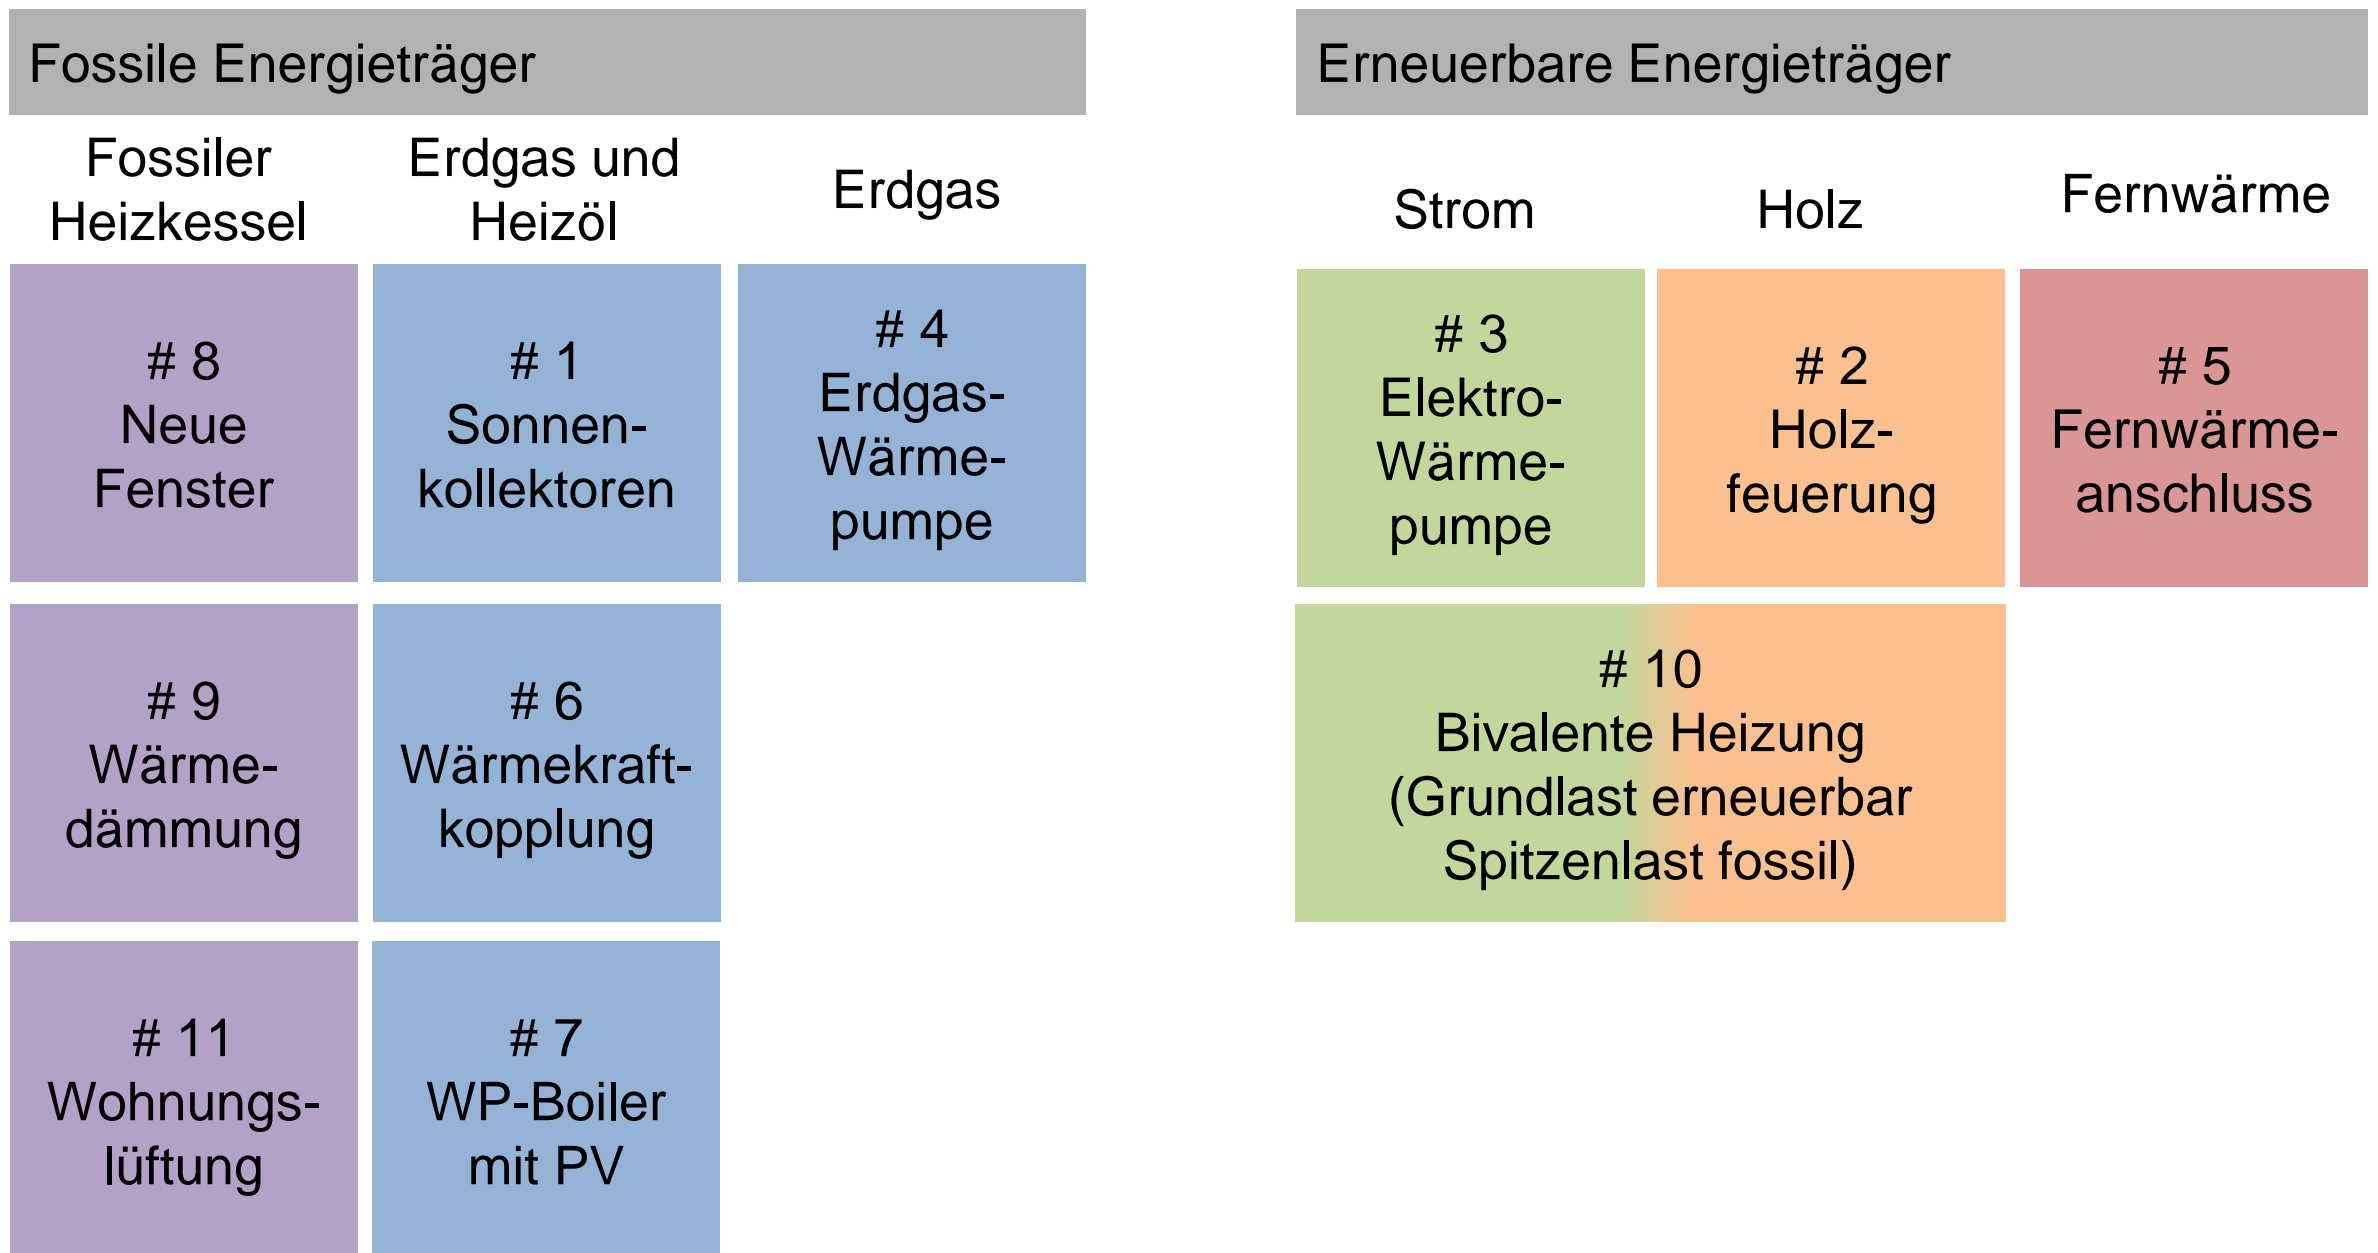 Fossile Energieträger
Fossiler
Heizkessel
Erdgas und
Heizöl
Erdgas
# 8
Neue
Fenster
# 1
Sonnen-
kollektoren
# 4
Erdgas-
Wärme-
pumpe
# 9
Wärme-
dämmung
# 6
Wärmekraft-
kopplung
# 11
Wohnungs-
lüftung
# 7
WP-Boiler
mit PV
Erneuerbare Energieträger
Strom
Holz
Fernwärme
# 3
Elektro-
Wärme-
pumpe
# 2
Holz-
feuerung
# 5
Fernwärme-
anschluss
# 10
Bivalente Heizung
(Grundlast erneuerbar
Spitzenlast fossil)